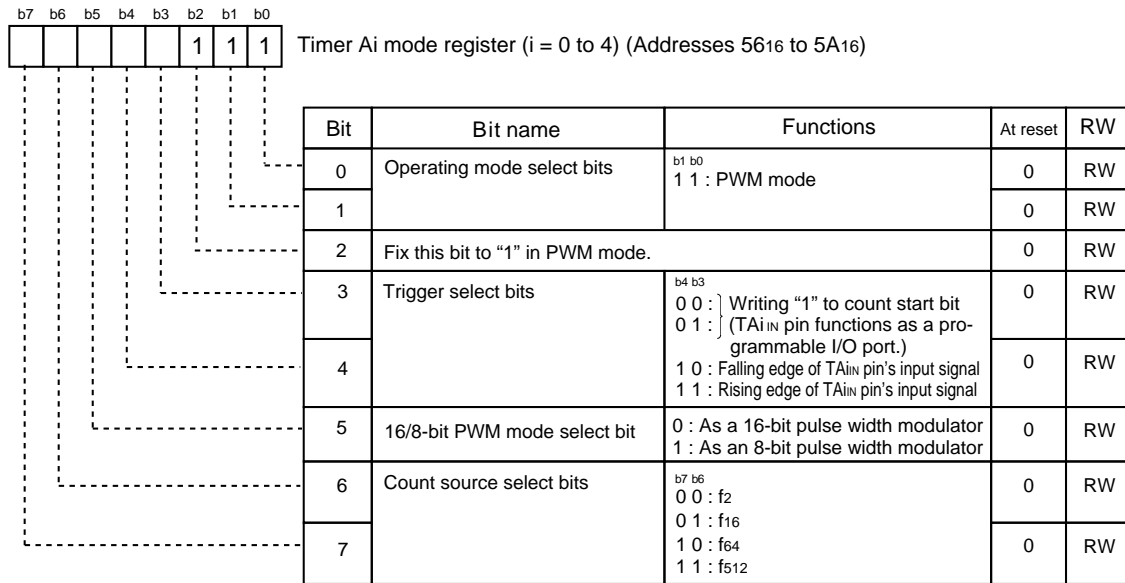 b7 b6 b5 b4 b3 b2 b1 b0
1 1 1 Timer Ai mode register (i = 0 to 4) (Addresses 5616 to 5A16)
Bit Bit name Functions At reset RW
0 Operating mode select bits b1 b0 0 RW
1 1 : PWM mode
1 0 RW
2 Fix this bit to “1” in PWM mode. 0 RW
3 Trigger select bits b4 b3 0 RW
0 0 : Writing “1” to count start bit
0 1 : (TAiIN pin functions as a pro-
grammable I/O port.)
4 0 RW
1 0 : Falling edge of TAiIN pin’s input signal
1 1 : Rising edge of TAiIN pin’s input signal
5 16/8-bit PWM mode select bit 0 : As a 16-bit pulse width modulator 0 RW
1 : As an 8-bit pulse width modulator
6 Count source select bits b7 b6 0 RW
0 0 : f2
0 1 : f16
7 1 0 : f64 0 RW
1 1 : f512